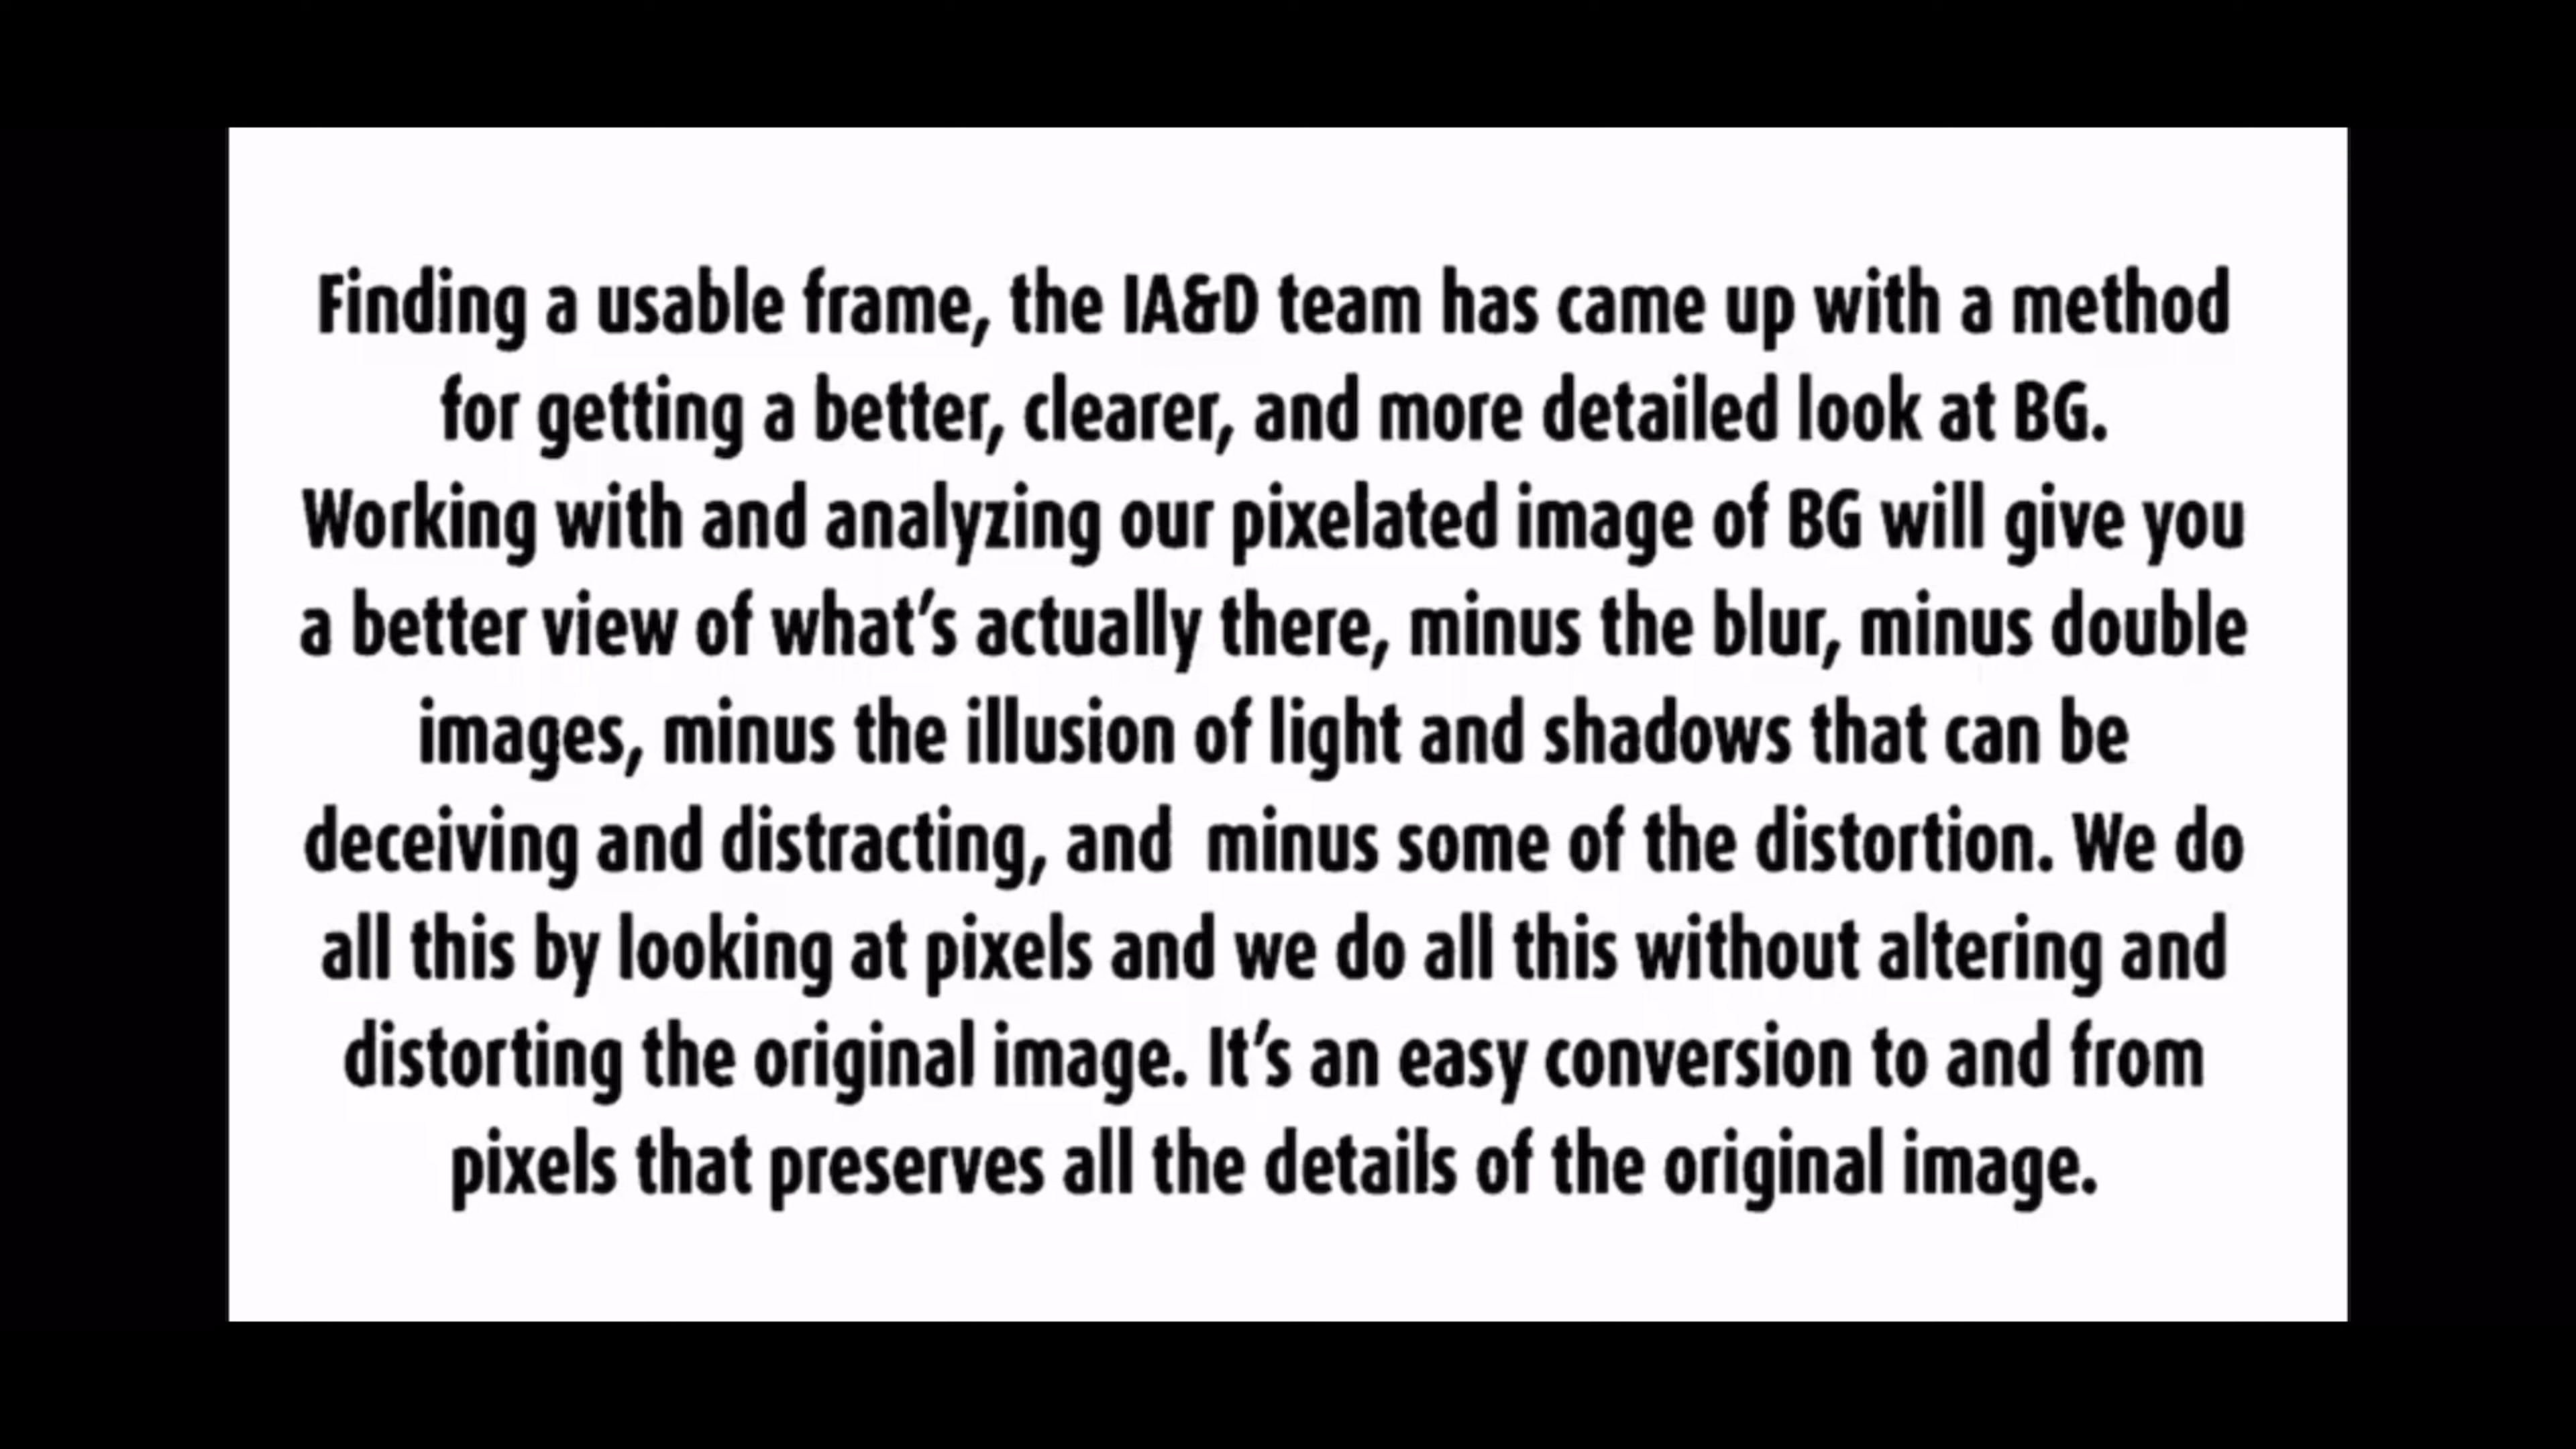 Finding a usable frame, the IA&D team has came up with a method
for getting a better, clearer, and more detailed look at BG.
Working with and analyzing our pixelated image of BG will give you
a better view of what's actually there, minus the blur, minus double
images, minus the illusion of light and shadows that can be
deceiving and distracting, and  minus some of the distortion. We do
all this by looking at pixels and we do all this without altering and
distorting the original image. It's an easy conversion to and from
pixels that preserves all the details of the original image.